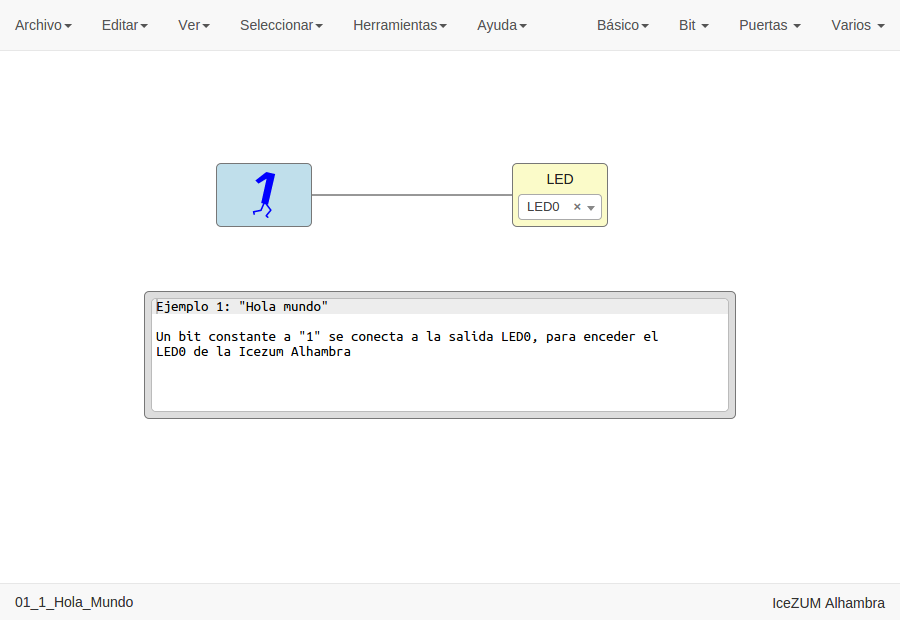 Archivo Editar Ver Seleccionar Herramientas Ayuda Básico Bit Puertas Varios
1
LED
LED0 ×
Ejemplo 1: "Hola mundo"
Un bit constante a "1" se conecta a la salida LED0, para enceder el
LED0 de la Icezum Alhambra
01_1_Hola_Mundo
IceZUM Alhambra